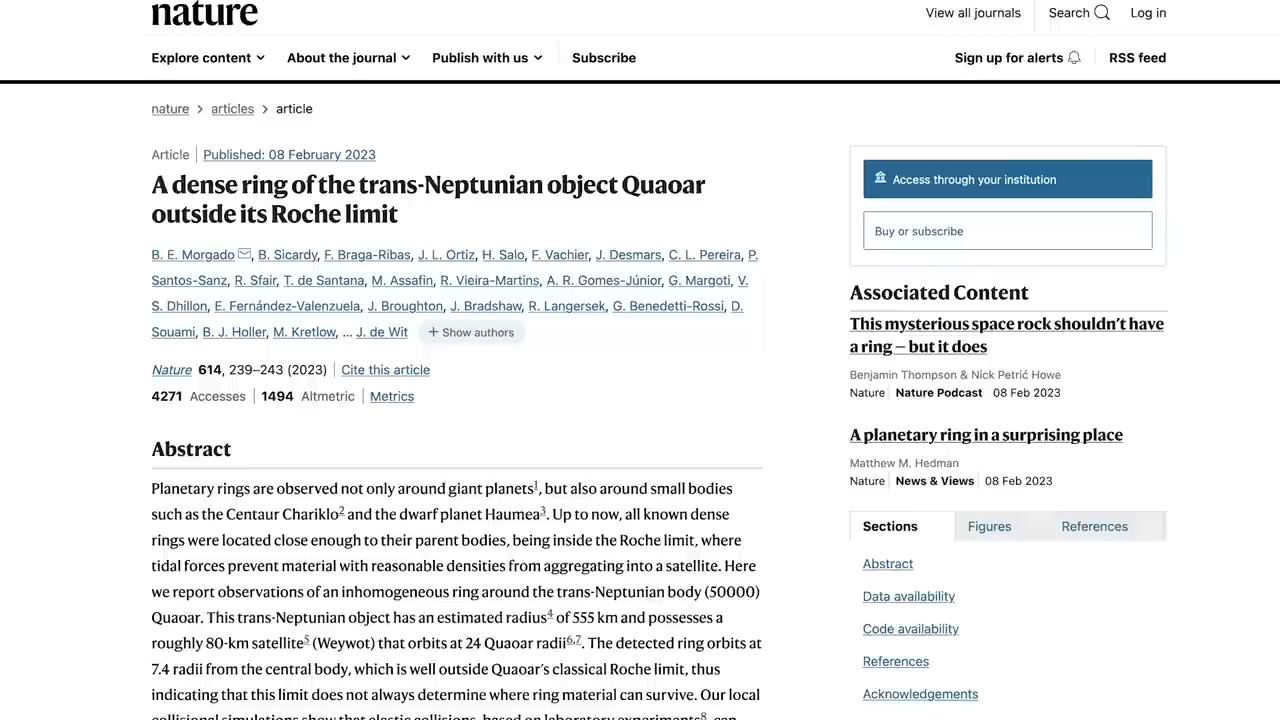 nature
View all journals Search Log in
Explore content About the journal Publish with us Subscribe
Sign up for alerts RSS feed
nature > articles > article
Article Published: 08 February 2023
A dense ring of the trans-Neptunian object Quaoar
outside its Roche limit
B. E. Morgado, B. Sicardy, F. Braga-Ribas, J. L. Ortiz, H. Salo, F. Vachier, J. Desmars, C. L. Pereira, P.
Santos-Sanz, R. Sfair, T. de Santana, M. Assafin, R. Vieira-Martins, A. R. Gomes-Júnior, G. Margoti, V.
S. Dhillon, E. Fernández-Valenzuela, J. Broughton, J. Bradshaw, R. Langersek, G. Benedetti-Rossi, D.
Souami, B. J. Holler, M. Kretlow, ... J. de Wit + Show authors
Nature 614, 239–243 (2023) Cite this article
4271 Accesses 1494 Altmetric Metrics
Abstract
Planetary rings are observed not only around giant planets1, but also around small bodies
such as the Centaur Chariklo2 and the dwarf planet Haumea3. Up to now, all known dense
rings were located close enough to their parent bodies, being inside the Roche limit, where
tidal forces prevent material with reasonable densities from aggregating into a satellite. Here
we report observations of an inhomogeneous ring around the trans-Neptunian body (50000)
Quaoar. This trans-Neptunian object has an estimated radius4 of 555 km and possesses a
roughly 80-km satellite5 (Weywot) that orbits at 24 Quaoar radii6,7. The detected ring orbits at
7.4 radii from the central body, which is well outside Quaoar's classical Roche limit, thus
indicating that this limit does not always determine where ring material can survive. Our local
collisional simulations show that elastic collisions, based on laboratory experiments8, can
Access through your institution
Buy or subscribe
Associated Content
This mysterious space rock shouldn't have
a ring — but it does
Benjamin Thompson & Nick Petrić Howe
Nature Nature Podcast 08 Feb 2023
A planetary ring in a surprising place
Matthew M. Hedman
Nature News & Views 08 Feb 2023
Sections Figures References
Abstract
Data availability
Code availability
References
Acknowledgements